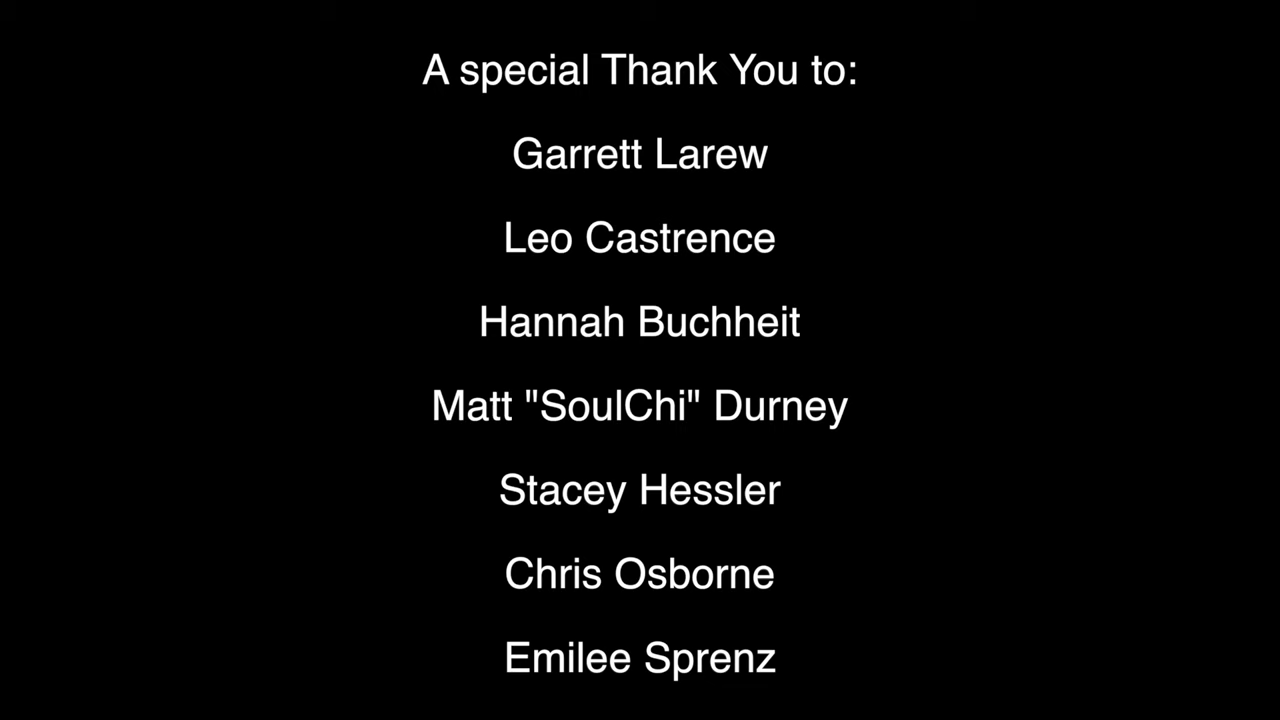 A special Thank You to:
Garrett Larew
Leo Castrence
Hannah Buchheit
Matt "SoulChi" Durney
Stacey Hessler
Chris Osborne
Emilee Sprenz